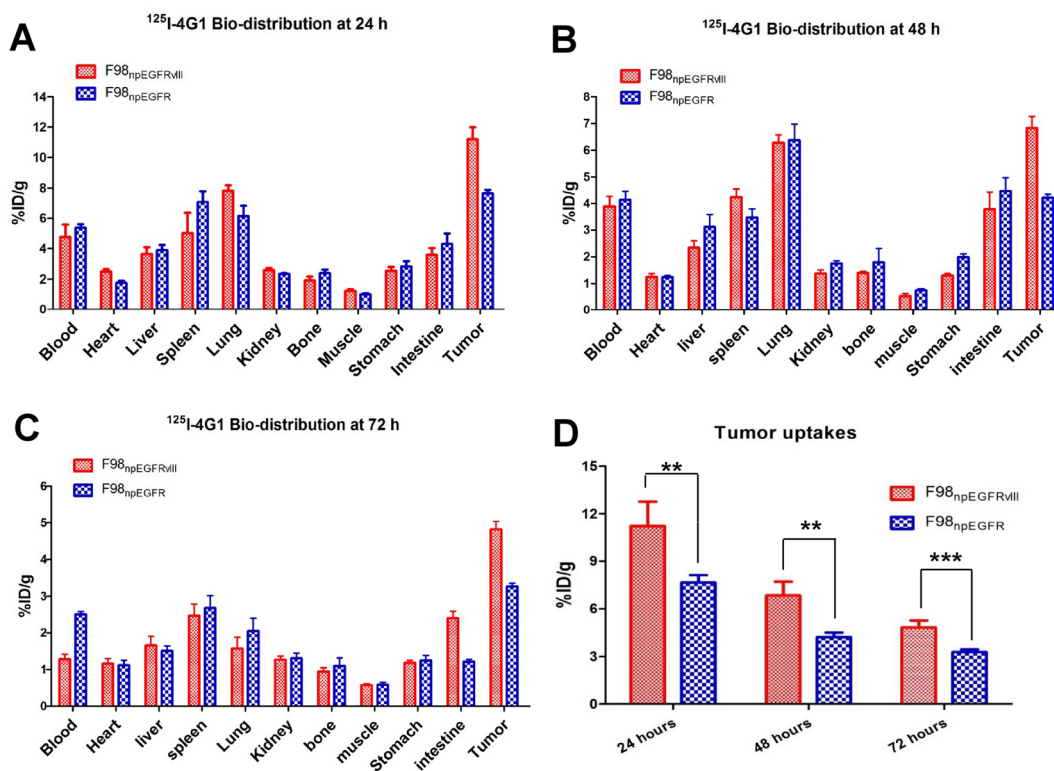 A
¹²⁵I-4G1 Bio-distribution at 24 h
F98npEGFRvIII
F98npEGFR
%ID/g
14
12
10
8
6
4
2
0
Blood
Heart
Liver
Spleen
Lung
Kidney
Bone
Muscle
Stomach
Intestine
Tumor
B
¹²⁵I-4G1 Bio-distribution at 48 h
F98npEGFRvIII
F98npEGFR
%ID/g
8
7
6
5
4
3
2
1
0
Blood
Heart
liver
spleen
Lung
Kidney
bone
muscle
Stomach
intestine
Tumor
C
¹²⁵I-4G1 Bio-distribution at 72 h
F98npEGFRvIII
F98npEGFR
%ID/g
6
5
4
3
2
1
0
Blood
Heart
liver
spleen
Lung
Kidney
bone
muscle
Stomach
intestine
Tumor
D
Tumor uptakes
F98npEGFRvIII
F98npEGFR
%ID/g
15
12
9
6
3
0
**
**
***
24 hours
48 hours
72 hours